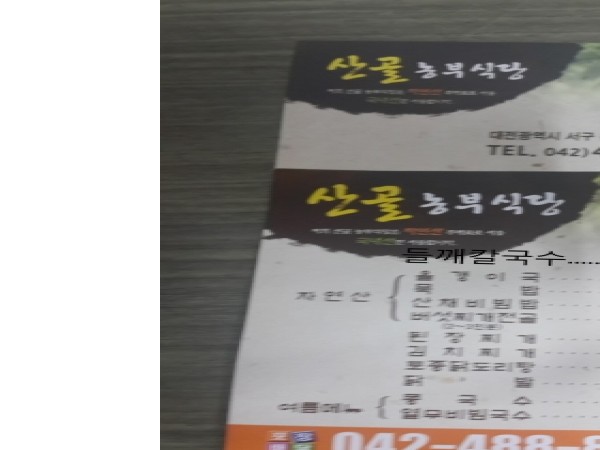 산골 농부식당
대전광역시 서구
TEL. 042)4
산골 농부식당
들깨칼국수......
올갱이국
묵밥
자연산
산채비빔밥
버섯찌개전골
(2~3인분)
된장찌개
김치찌개
토종닭도리탕
닭발
여름메뉴
콩국수
열무비빔국수
042-488-8